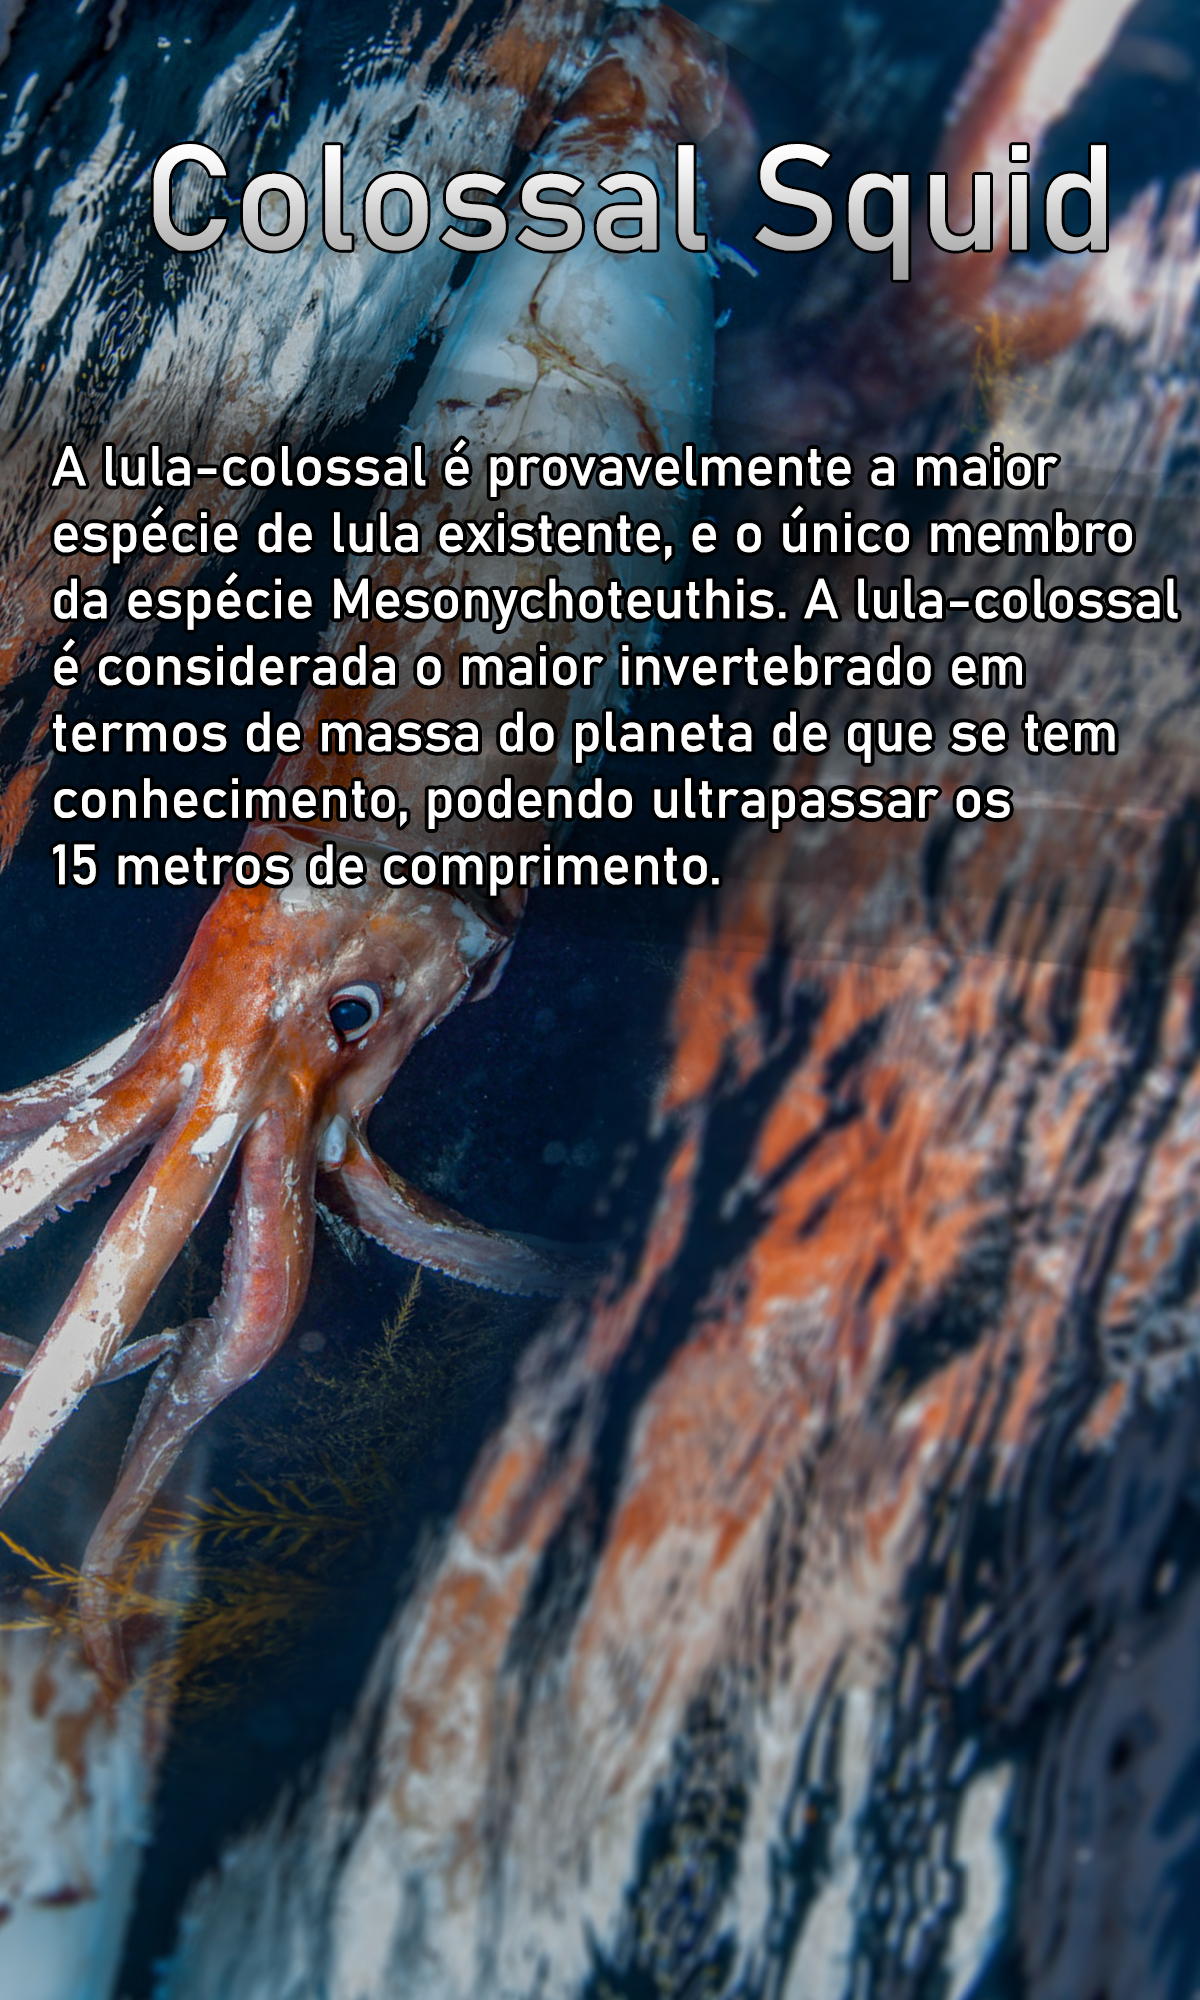 Colossal Squid
A lula-colossal é provavelmente a maior
espécie de lula existente, e o único membro
da espécie Mesonychoteuthis. A lula-colossal
é considerada o maior invertebrado em
termos de massa do planeta de que se tem
conhecimento, podendo ultrapassar os
15 metros de comprimento.